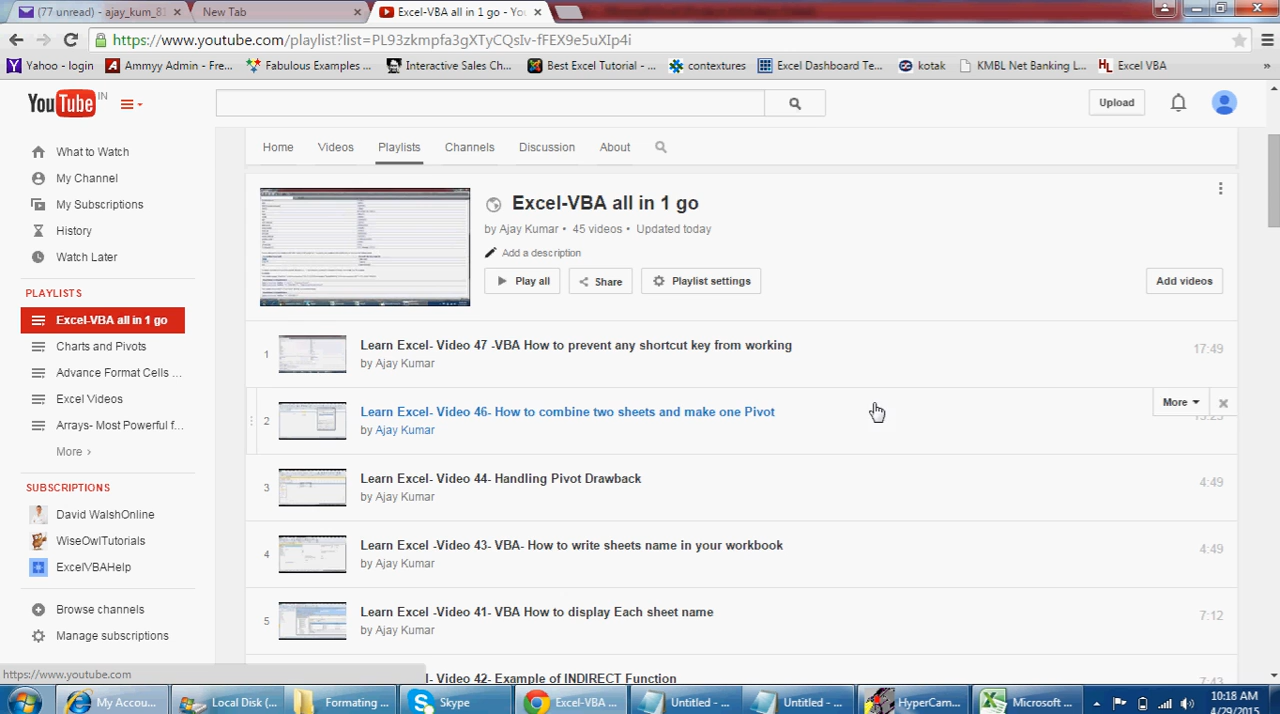 (77 unread) - ajay_kum_8
New Tab
Excel-VBA all in 1 go - You
https://www.youtube.com/playlist?list=PL93zkmpfa3gXTyCQsIv-fFEX9e5uXIp4i
Yahoo - login
Ammyy Admin - Fre...
Fabulous Examples ...
Interactive Sales Ch...
Best Excel Tutorial - ...
contextures
Excel Dashboard Te...
kotak
KMBL Net Banking L...
HL Excel VBA
»
YouTube IN
Upload
Home
Videos
Playlists
Channels
Discussion
About
What to Watch
My Channel
My Subscriptions
History
Watch Later
PLAYLISTS
Excel-VBA all in 1 go
Charts and Pivots
Advance Format Cells ...
Excel Videos
Arrays- Most Powerful f...
More ›
SUBSCRIPTIONS
David WalshOnline
WiseOwlTutorials
ExcelVBAHelp
Browse channels
Manage subscriptions
Excel-VBA all in 1 go
by Ajay Kumar • 45 videos • Updated today
Add a description
Play all
Share
Playlist settings
Add videos
1
Learn Excel- Video 47 -VBA How to prevent any shortcut key from working
by Ajay Kumar
17:49
2
Learn Excel- Video 46- How to combine two sheets and make one Pivot
by Ajay Kumar
More
3
Learn Excel- Video 44- Handling Pivot Drawback
by Ajay Kumar
4:49
4
Learn Excel -Video 43- VBA- How to write sheets name in your workbook
by Ajay Kumar
4:49
5
Learn Excel -Video 41- VBA How to display Each sheet name
by Ajay Kumar
7:12
-Video 42- Example of INDIRECT Function
7:43
https://www.youtube.com
My Accou...
Local Disk (...
Formating ...
Skype
Excel-VBA ...
Untitled - ...
Untitled - ...
HyperCam...
Microsoft ...
10:18 AM
4/29/2015